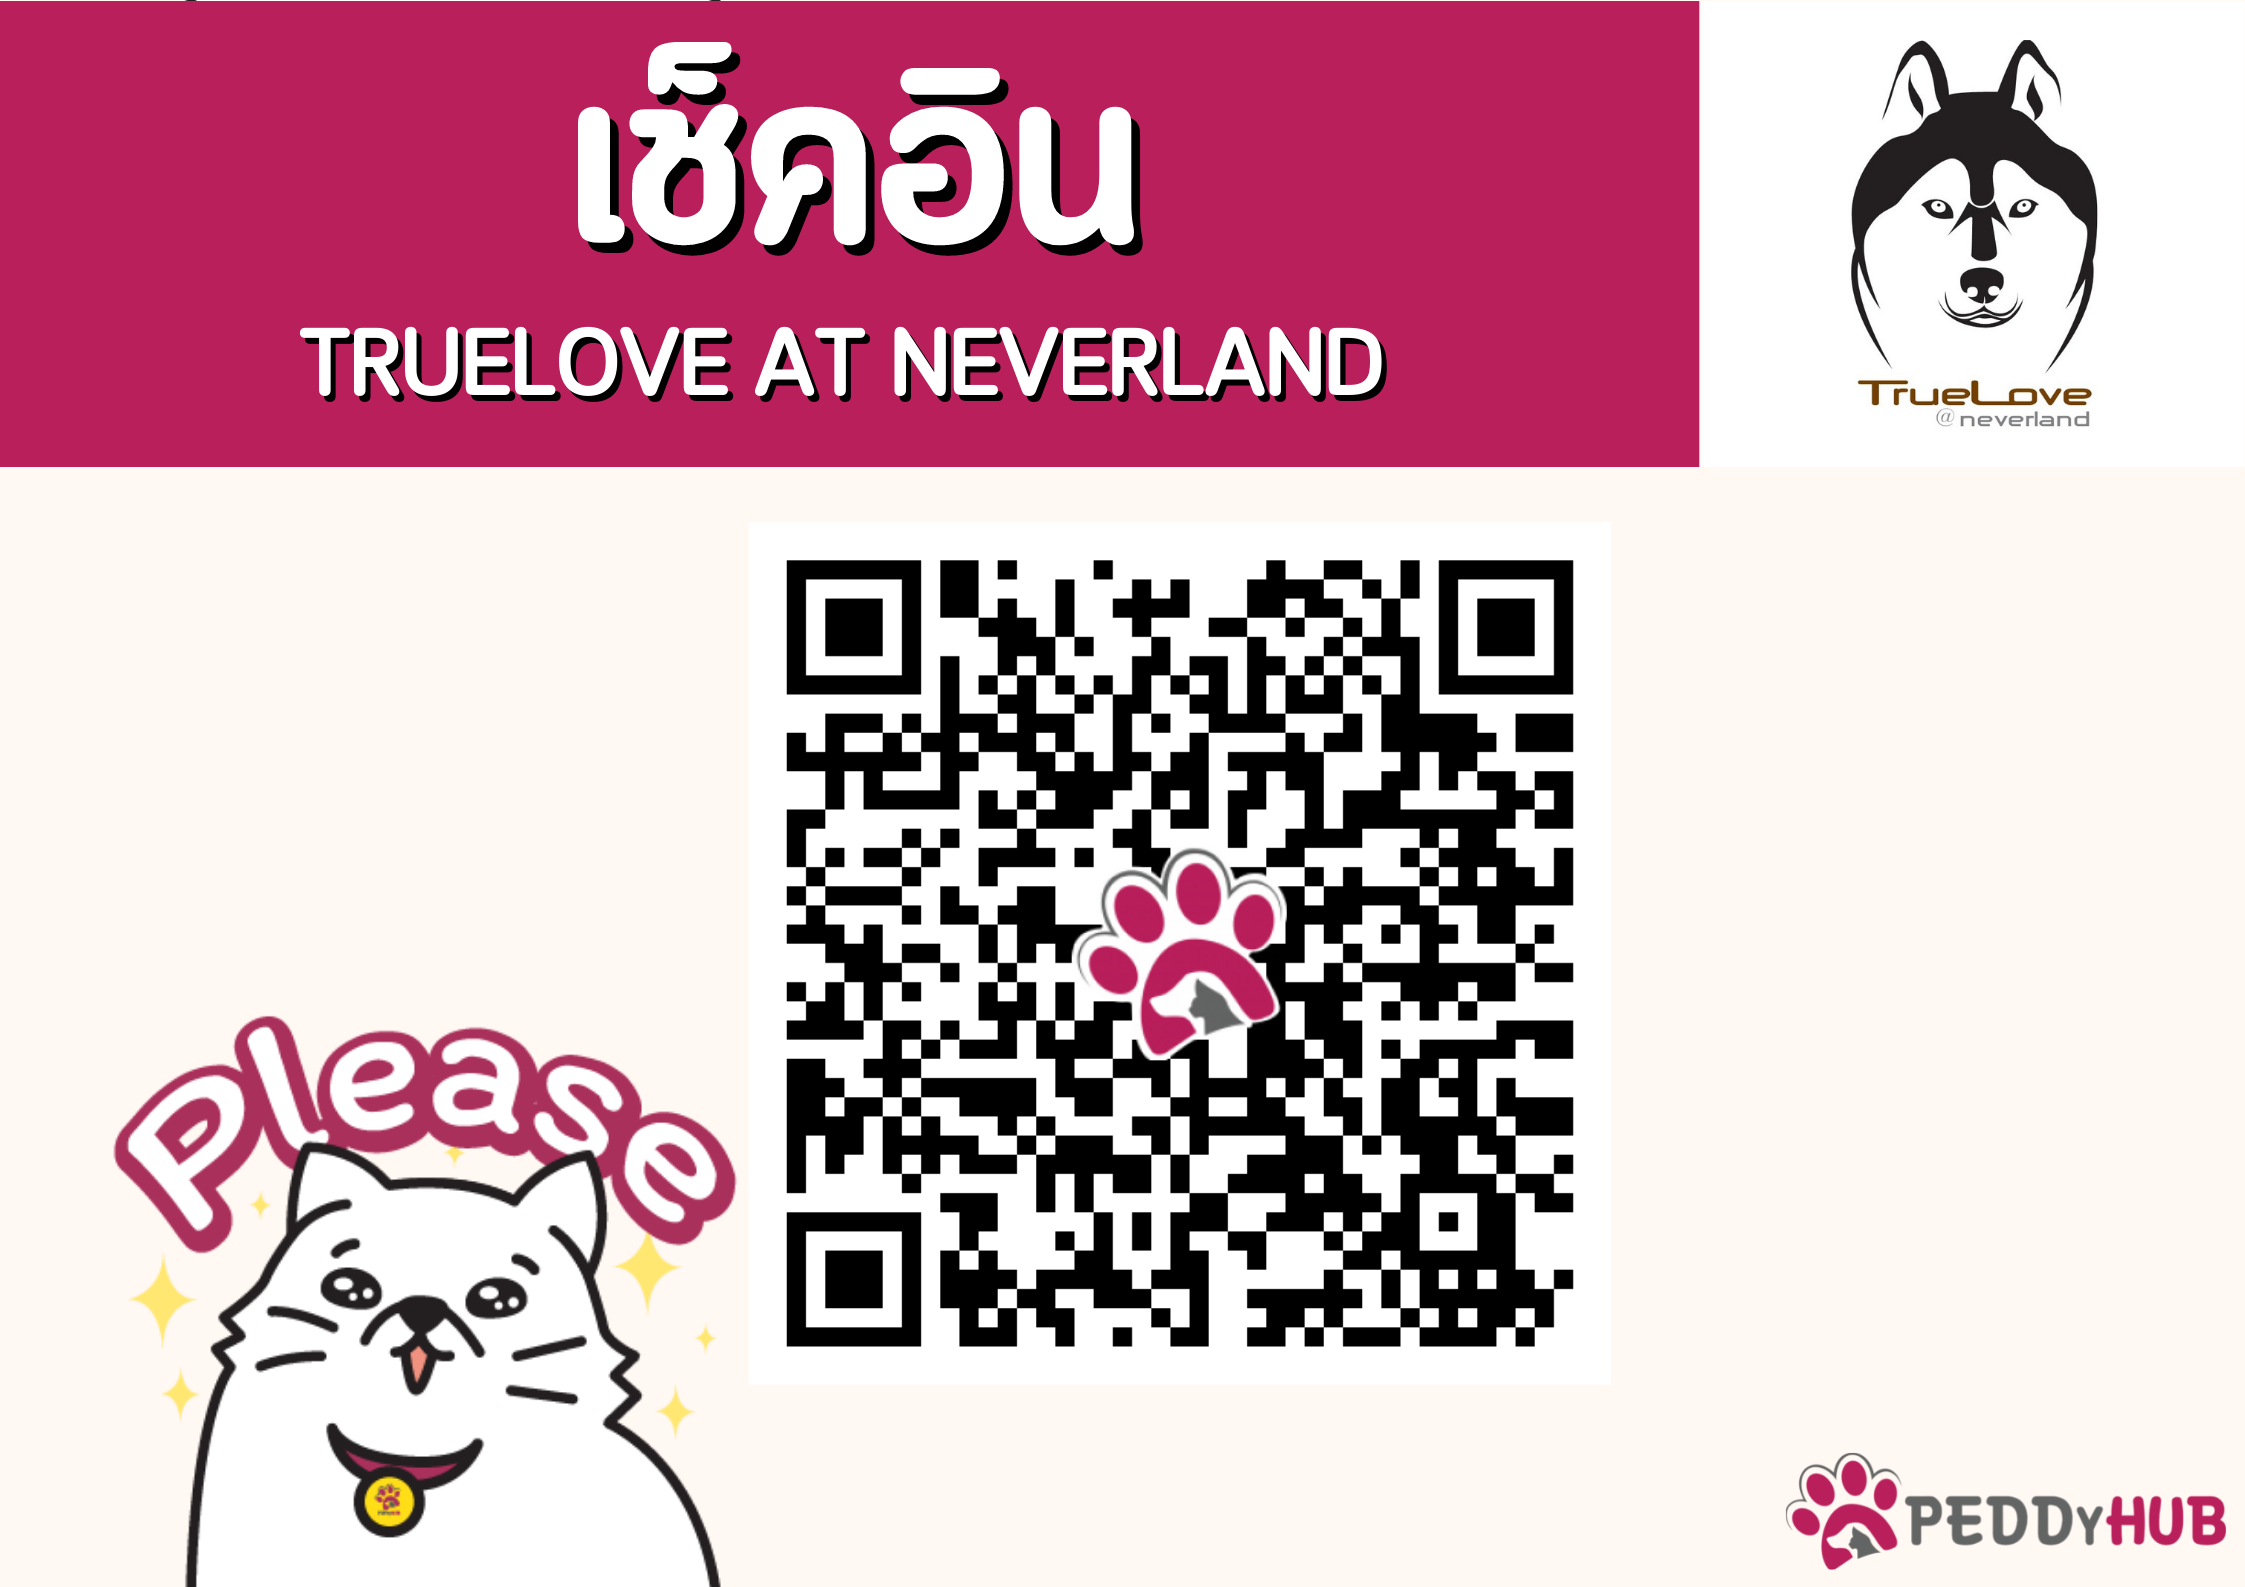 เช็คอิน
TRUELOVE AT NEVERLAND
TrueLove
@neverland
Please
PEDDyHUB